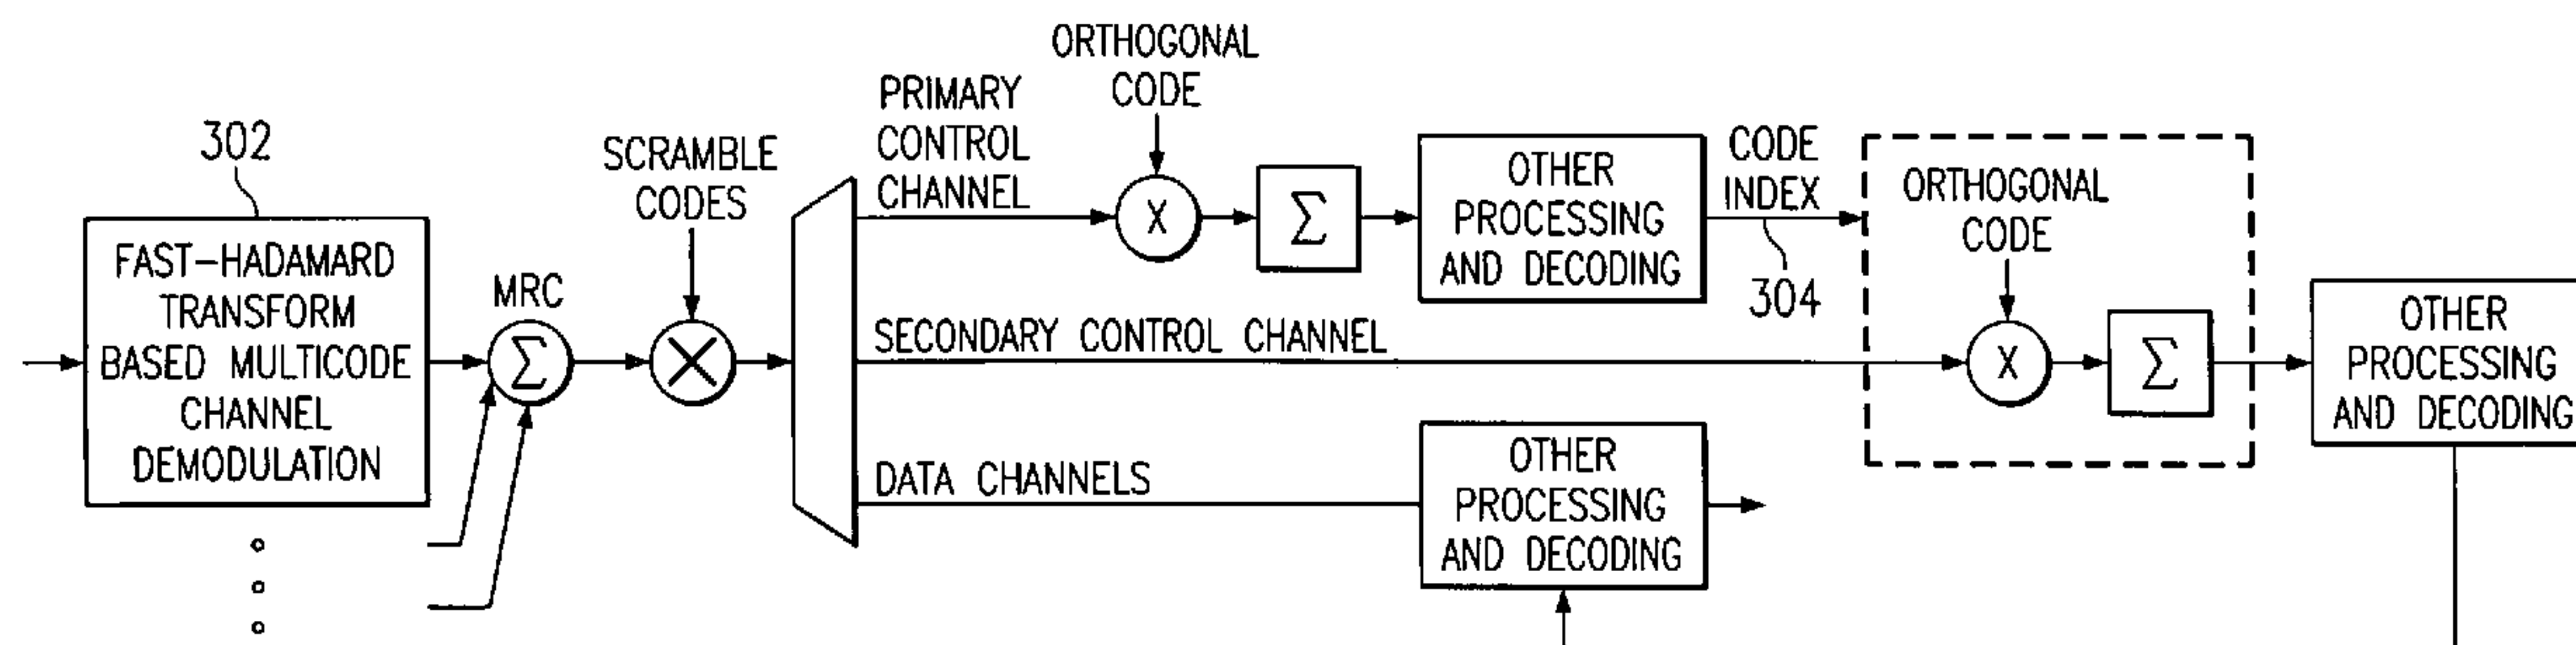 302
FAST-HADAMARD
TRANSFORM
BASED MULTICODE
CHANNEL
DEMODULATION
MRC
Σ
SCRAMBLE
CODES
X
PRIMARY
CONTROL
CHANNEL
ORTHOGONAL
CODE
X
Σ
OTHER
PROCESSING
AND DECODING
CODE
INDEX
304
SECONDARY CONTROL CHANNEL
ORTHOGONAL
CODE
X
Σ
OTHER
PROCESSING
AND DECODING
DATA CHANNELS
OTHER
PROCESSING
AND DECODING